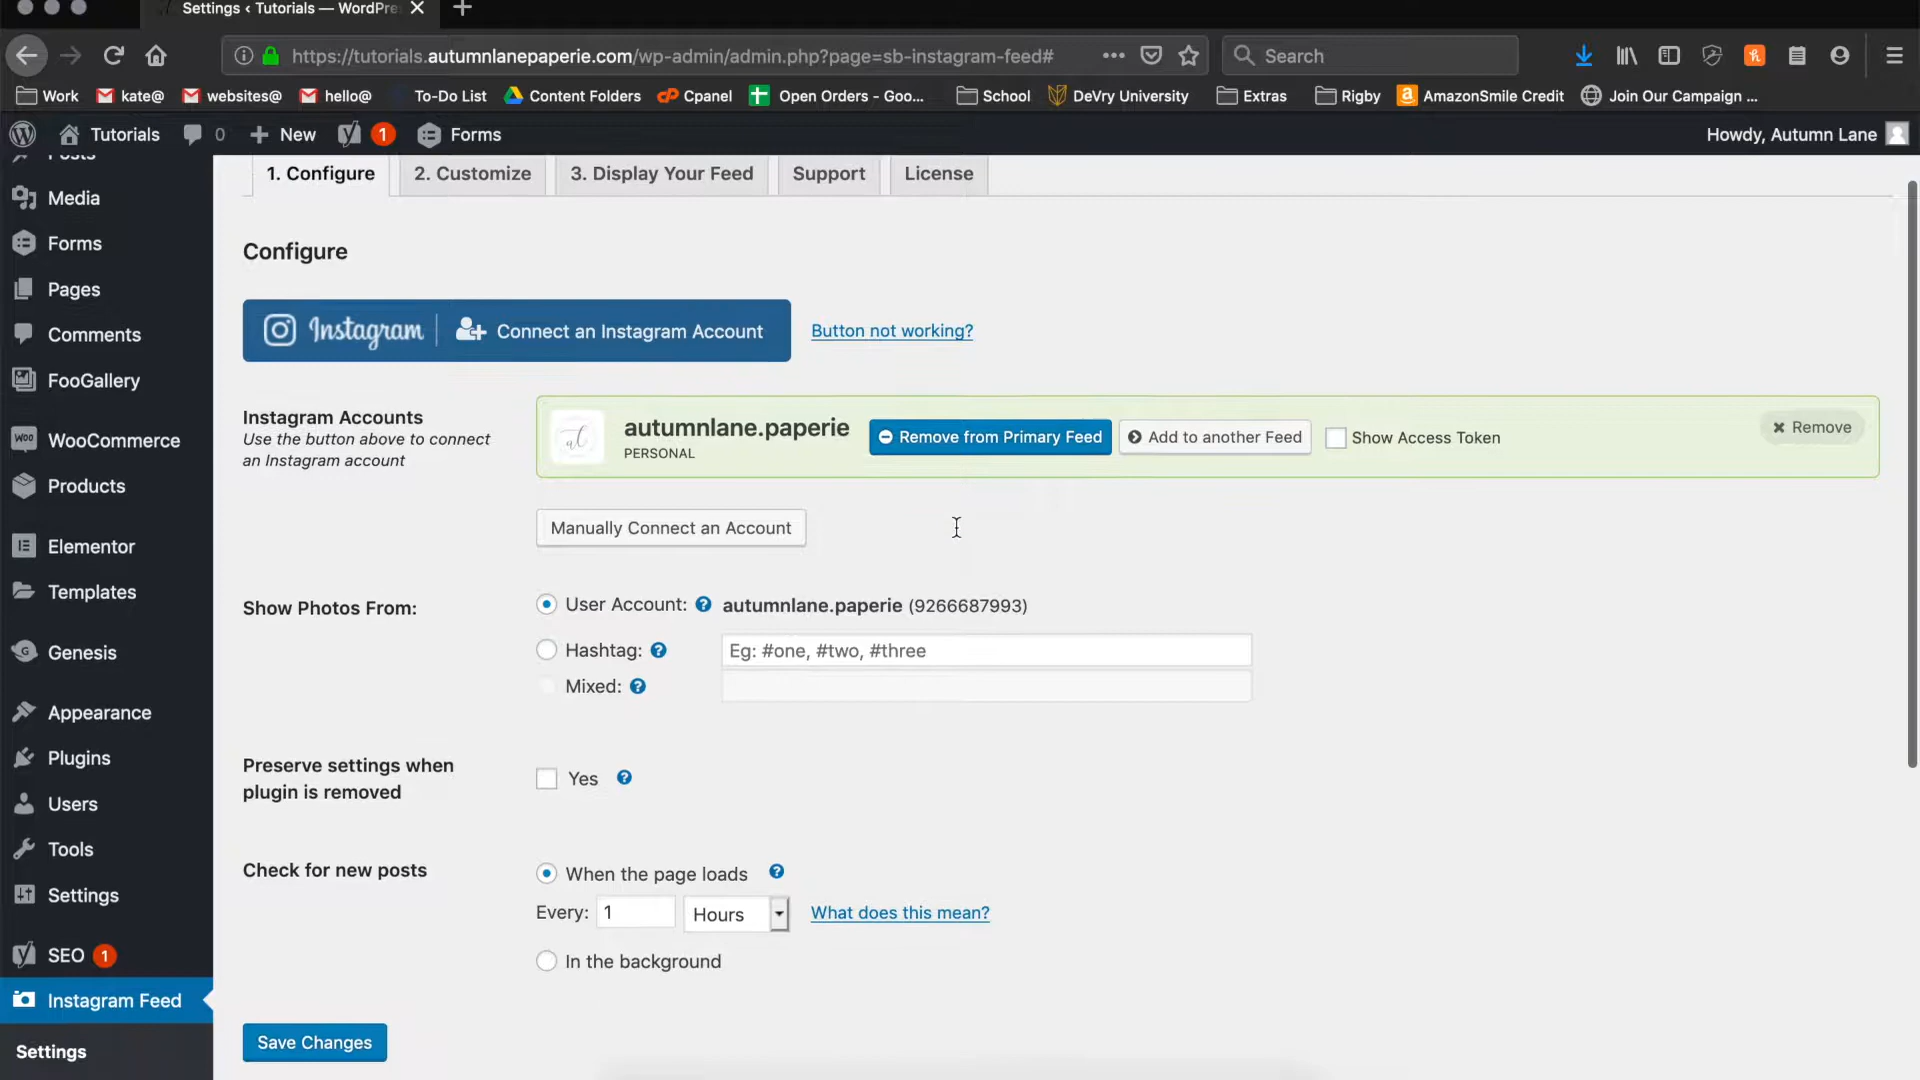 Settings ‹ Tutorials — WordPre
https://tutorials.autumnlanepaperie.com/wp-admin/admin.php?page=sb-instagram-feed#
Search
Work
kate@
websites@
hello@
To-Do List
Content Folders
Cpanel
Open Orders - Goo...
School
DeVry University
Extras
Rigby
AmazonSmile Credit
Join Our Campaign ...
Tutorials
0
New
1
Forms
Howdy, Autumn Lane
Posts
Media
Forms
Pages
Comments
FooGallery
WooCommerce
Products
Elementor
Templates
Genesis
Appearance
Plugins
Users
Tools
Settings
SEO 1
Instagram Feed
Settings
1. Configure
2. Customize
3. Display Your Feed
Support
License
Configure
Instagram
Connect an Instagram Account
Button not working?
Instagram Accounts
Use the button above to connect
an Instagram account
autumnlane.paperie
PERSONAL
Remove from Primary Feed
Add to another Feed
Show Access Token
Remove
Manually Connect an Account
Show Photos From:
User Account: ? autumnlane.paperie (9266687993)
Hashtag: ? Eg: #one, #two, #three
Mixed: ?
Preserve settings when
plugin is removed
Yes ?
Check for new posts
When the page loads ?
Every: 1 Hours What does this mean?
In the background
Save Changes